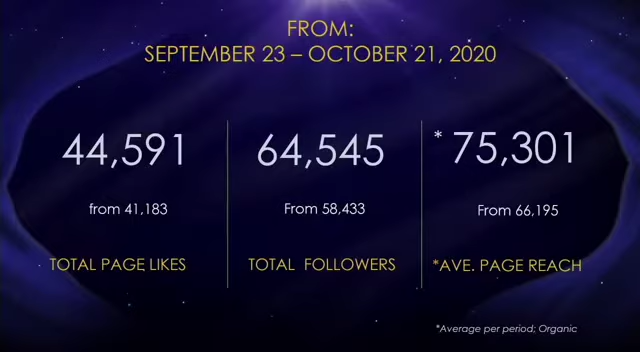 FROM:
SEPTEMBER 23 – OCTOBER 21, 2020
44,591
from 41,183
TOTAL PAGE LIKES
64,545
From 58,433
TOTAL FOLLOWERS
* 75,301
From 66,195
*AVE. PAGE REACH
*Average per period; Organic